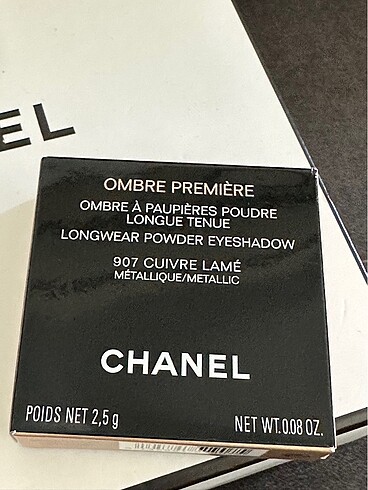 EL
OMBRE PREMIÈRE
OMBRE À PAUPIÈRES POUDRE
LONGUE TENUE
LONGWEAR POWDER EYESHADOW
907 CUIVRE LAMÉ
MÉTALLIQUE/METALLIC
CHANEL
POIDS NET 2,5 g NET WT. 0.08 OZ.